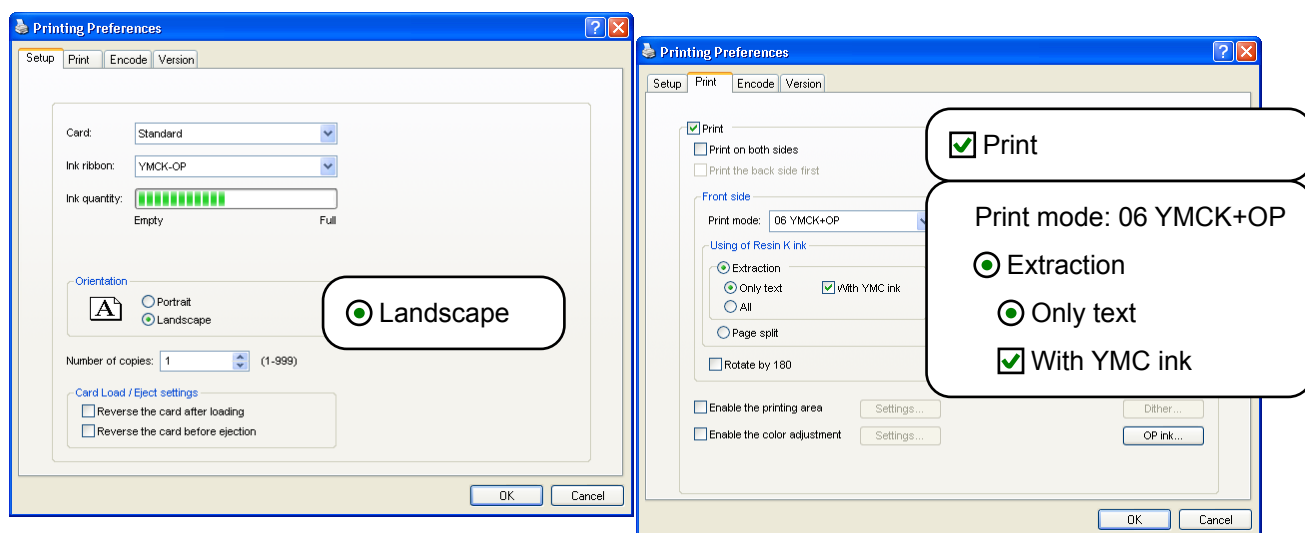 Printing Preferences
Setup Print Encode Version
Card: Standard
Ink ribbon: YMCK-OP
Ink quantity:
Empty Full
Orientation
A Portrait
Landscape
Landscape
Number of copies: 1 (1-999)
Card Load / Eject settings
Reverse the card after loading
Reverse the card before ejection
OK Cancel
Printing Preferences
Setup Print Encode Version
Print
Print on both sides
Print the back side first
Front side
Print mode: 06 YMCK+OP
Using of Resin K ink
Extraction
Only text With YMC ink
All
Page split
Rotate by 180
Enable the printing area Settings... Dither...
Enable the color adjustment Settings... OP ink...
OK Cancel
Print
Print mode: 06 YMCK+OP
Extraction
Only text
With YMC ink